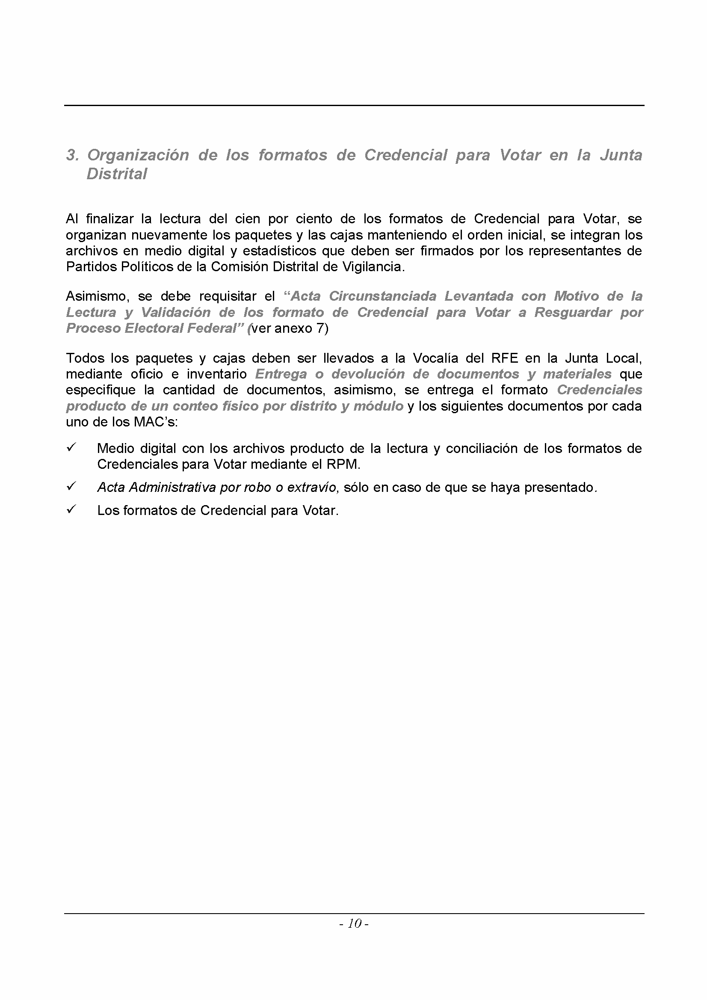 3. Organización de los formatos de Credencial para Votar en la Junta
Distrital
Al finalizar la lectura del cien por ciento de los formatos de Credencial para Votar, se
organizan nuevamente los paquetes y las cajas manteniendo el orden inicial, se integran los
archivos en medio digital y estadísticos que deben ser firmados por los representantes de
Partidos Políticos de la Comisión Distrital de Vigilancia.
Asimismo, se debe requisitar el “Acta Circunstanciada Levantada con Motivo de la
Lectura y Validación de los formato de Credencial para Votar a Resguardar por
Proceso Electoral Federal” (ver anexo 7)
Todos los paquetes y cajas deben ser llevados a la Vocalía del RFE en la Junta Local,
mediante oficio e inventario Entrega o devolución de documentos y materiales que
especifique la cantidad de documentos, asimismo, se entrega el formato Credenciales
producto de un conteo físico por distrito y módulo y los siguientes documentos por cada
uno de los MAC’s:
✓ Medio digital con los archivos producto de la lectura y conciliación de los formatos de
Credenciales para Votar mediante el RPM.
✓ Acta Administrativa por robo o extravío, sólo en caso de que se haya presentado.
✓ Los formatos de Credencial para Votar.
- 10 -